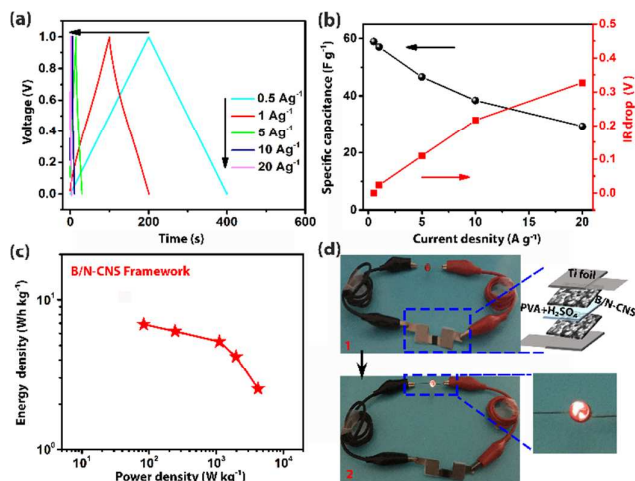 (a)
1.0
0.8
0.6
0.4
0.2
0.0
Voltage (V)
0.5 Ag⁻¹
1 Ag⁻¹
5 Ag⁻¹
10 Ag⁻¹
20 Ag⁻¹
0 200 400 600
Time (s)
(b)
60
40
20
0
Specific capacitance (F g⁻¹)
0.5
0.4
0.3
0.2
0.1
0.0
IR drop (V)
0 5 10 15 20
Current desnity (A g⁻¹)
(c)
B/N-CNS Framework
10¹
10⁰
Energy density (Wh kg⁻¹)
10¹ 10² 10³ 10⁴
Power density (W kg⁻¹)
(d)
1
Ti foil
B/N-CNS
PVA+H₂SO₄
2